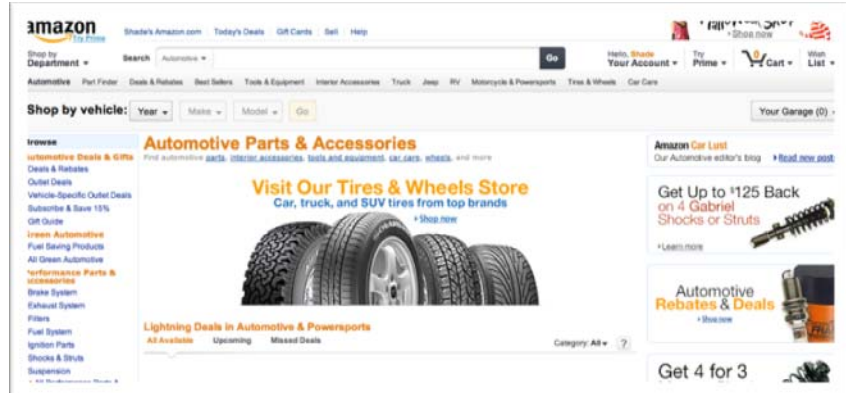 amazon
Try Prime
Shade's Amazon.com Today's Deals Gift Cards Sell Help
Shop now
Shop by
Department
Search Automotive Go
Hello, Shade
Your Account
Try
Prime
0
Cart
Wish
List
Automotive Part Finder Deals & Rebates Best Sellers Tools & Equipment Interior Accessories Truck Jeep RV Motorcycle & Powersports Tires & Wheels Car Care
Shop by vehicle: Year Make Model Go Your Garage (0)
Browse
Automotive Deals & Gifts
Deals & Rebates
Outlet Deals
Vehicle-Specific Outlet Deals
Subscribe & Save 15%
Gift Guide
Green Automotive
Fuel Saving Products
All Green Automotive
Performance Parts &
Accessories
Brake System
Exhaust System
Filters
Fuel System
Ignition Parts
Shocks & Struts
Suspension
All Performance Parts &
Automotive Parts & Accessories
Find automotive parts, interior accessories, tools and equipment, car care, wheels, and more
Visit Our Tires & Wheels Store
Car, truck, and SUV tires from top brands
Shop now
Lightning Deals in Automotive & Powersports
All Available Upcoming Missed Deals Category: All ?
Amazon Car Lust
Our Automotive editor's blog Read new post
Get Up to $125 Back
on 4 Gabriel
Shocks or Struts
Learn more
Automotive
Rebates & Deals
Shop now
FRAM
Get 4 for 3